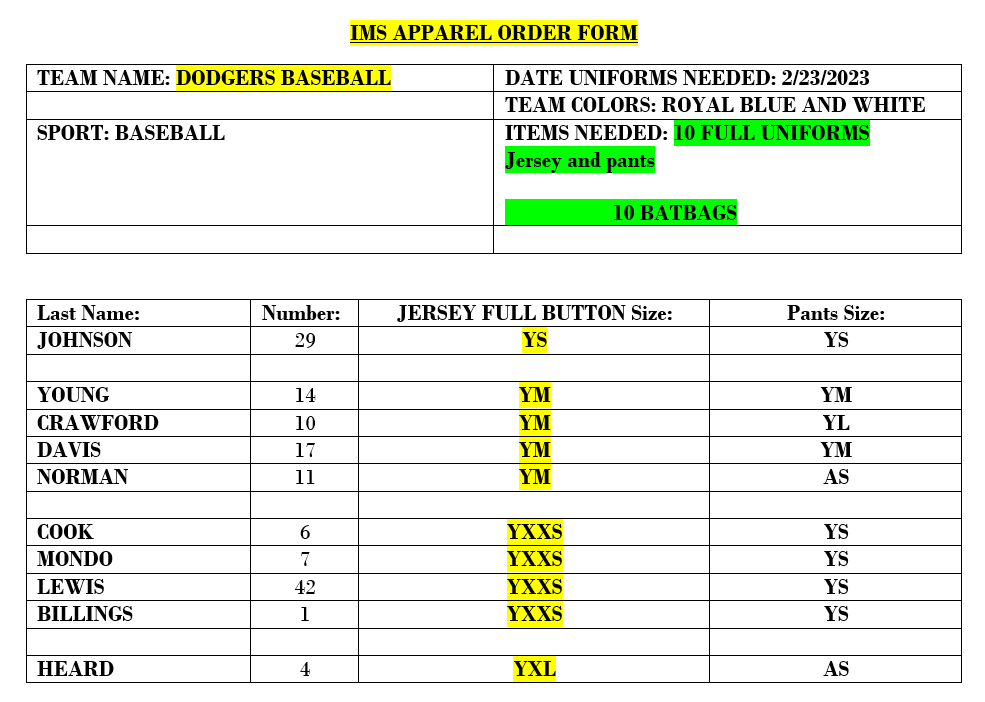 IMS APPAREL ORDER FORM
TEAM NAME: DODGERS BASEBALL
DATE UNIFORMS NEEDED: 2/23/2023
TEAM COLORS: ROYAL BLUE AND WHITE
SPORT: BASEBALL
ITEMS NEEDED: 10 FULL UNIFORMS
Jersey and pants
10 BATBAGS
Last Name: Number: JERSEY FULL BUTTON Size: Pants Size:
JOHNSON 29 YS YS
YOUNG 14 YM YM
CRAWFORD 10 YM YL
DAVIS 17 YM YM
NORMAN 11 YM AS
COOK 6 YXXS YS
MONDO 7 YXXS YS
LEWIS 42 YXXS YS
BILLINGS 1 YXXS YS
HEARD 4 YXL AS